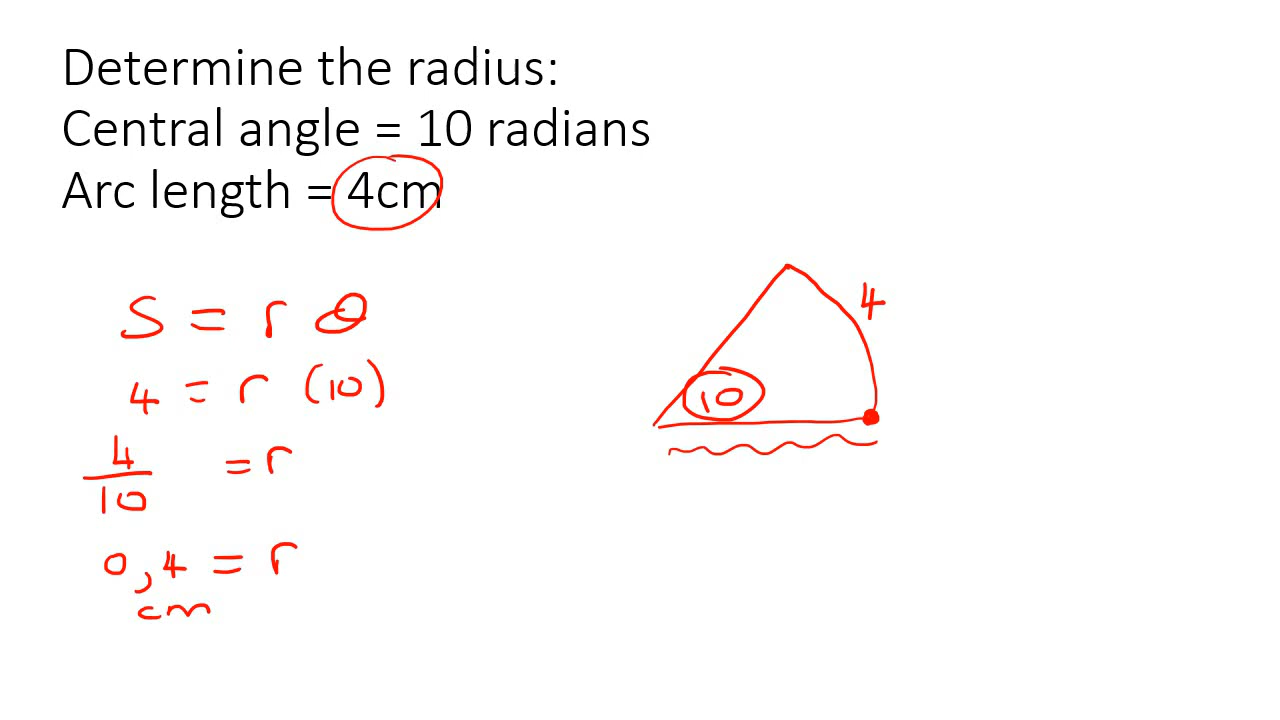 Determine the radius:
Central angle = 10 radians
Arc length = 4cm
S = r θ
4 = r (10)
4/10 = r
0,4 = r
cm
4
10